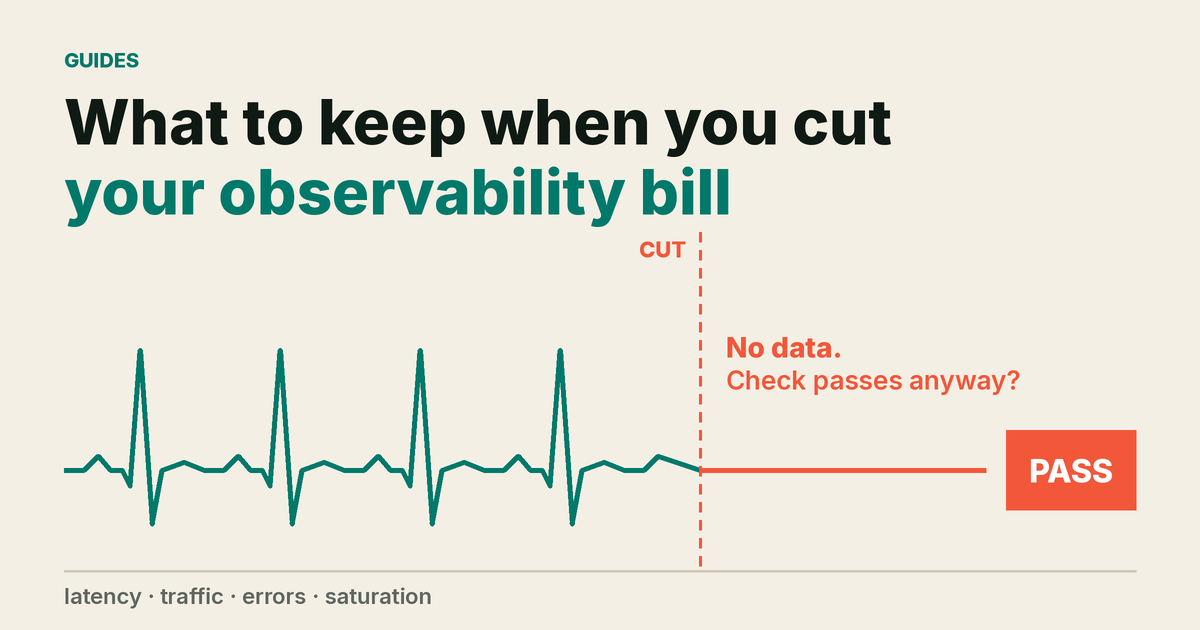 GUIDES
What to keep when you cut
your observability bill
CUT
No data.
Check passes anyway?
PASS
latency · traffic · errors · saturation